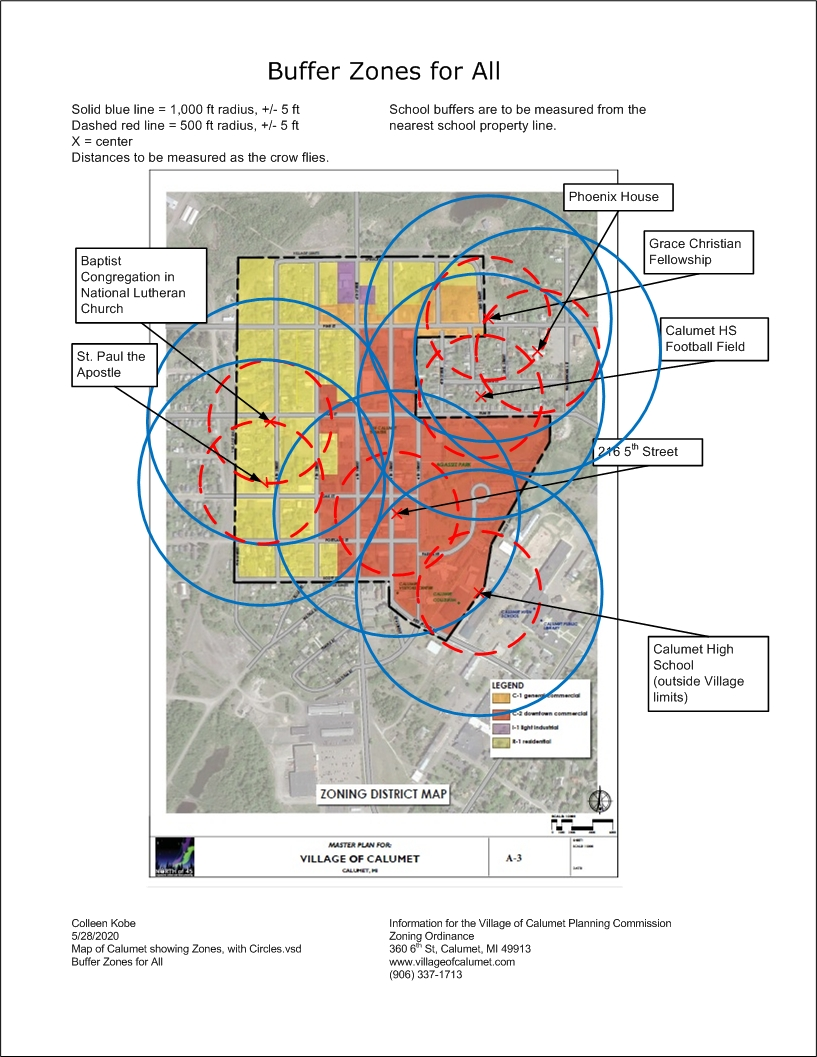 Buffer Zones for All
Solid blue line = 1,000 ft radius, +/- 5 ft
Dashed red line = 500 ft radius, +/- 5 ft
X = center
Distances to be measured as the crow flies.
School buffers are to be measured from the
nearest school property line.
Phoenix House
Grace Christian
Fellowship
Baptist
Congregation in
National Lutheran
Church
Calumet HS
Football Field
St. Paul the
Apostle
216 5th Street
Calumet High
School
(outside Village
limits)
LEGEND
C-1 general commercial
C-2 downtown commercial
I-1 light industrial
R-1 residential
ZONING DISTRICT MAP
MASTER PLAN FOR:
VILLAGE OF CALUMET
CALUMET, MI
A-3
NORTH of 45
Colleen Kobe
5/28/2020
Map of Calumet showing Zones, with Circles.vsd
Buffer Zones for All
Information for the Village of Calumet Planning Commission
Zoning Ordinance
360 6th St, Calumet, MI 49913
www.villageofcalumet.com
(906) 337-1713